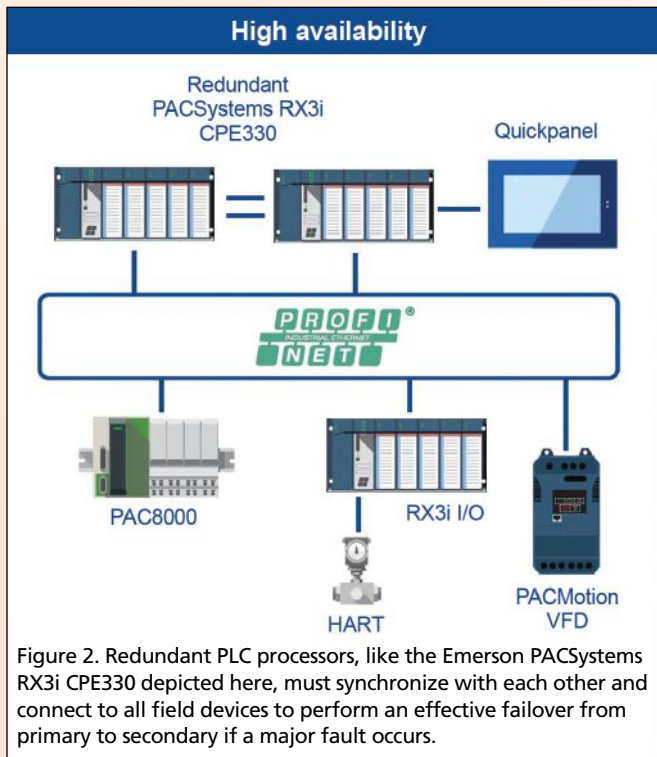 High availability
Redundant
PACSystems RX3i
CPE330
Quickpanel
PROFI®
INDUSTRIAL ETHERNET
NET
PAC8000
RX3i I/O
HART
PACMotion
VFD
Figure 2. Redundant PLC processors, like the Emerson PACSystems
RX3i CPE330 depicted here, must synchronize with each other and
connect to all field devices to perform an effective failover from
primary to secondary if a major fault occurs.